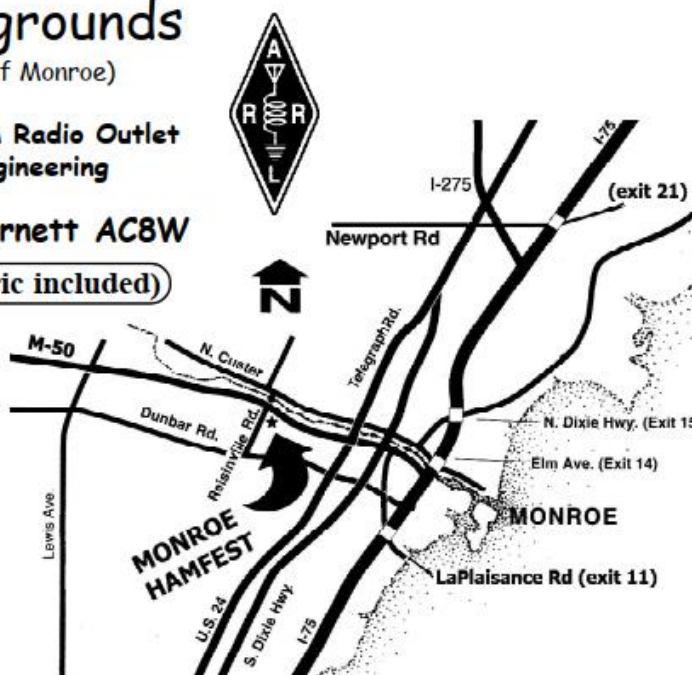 grounds
f Monroe)
Radio Outlet
gineering
rnett AC8W
ric included)
A
R R
L
I-75
I-275
(exit 21)
Newport Rd
N
Telegraph Rd.
M-50
N. Custer
Dunbar Rd.
Raisinville Rd.
N. Dixie Hwy. (Exit 15
Elm Ave. (Exit 14)
Lewis Ave
MONROE
HAMFEST
MONROE
LaPlaisance Rd (exit 11)
U.S. 24
S. Dixie Hwy.
I-75